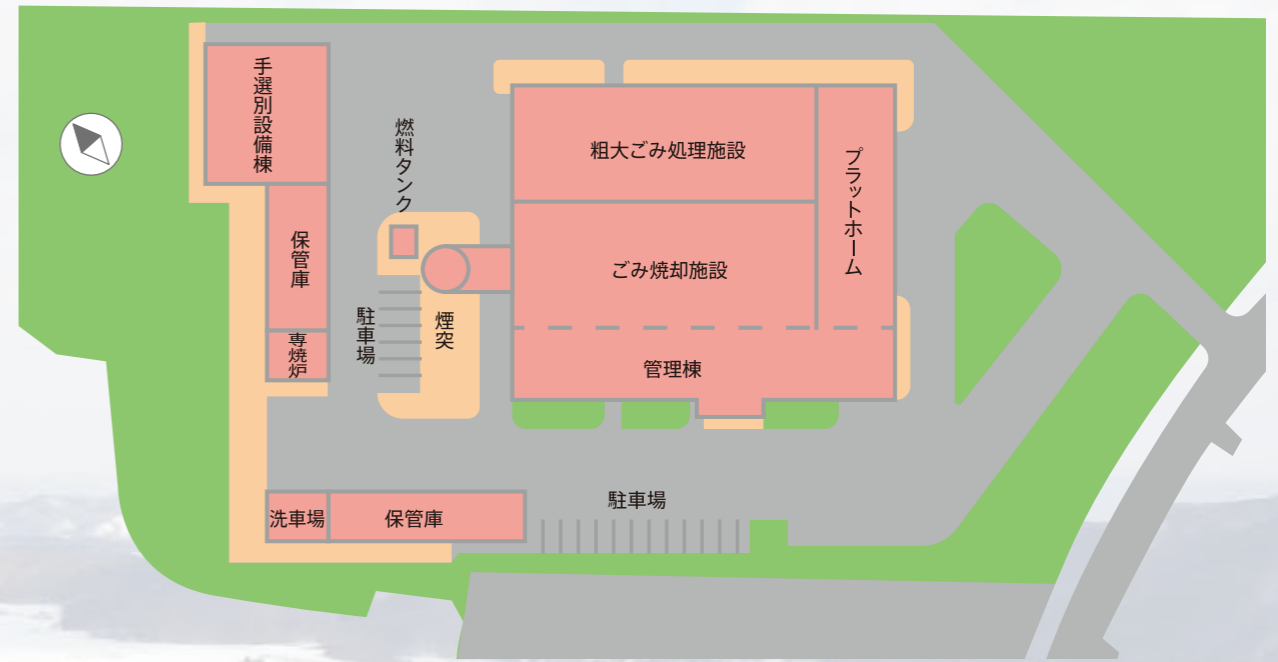 手選別設備棟
燃料タンク
粗大ごみ処理施設
プラットホーム
保管庫
ごみ焼却施設
駐車場
煙突
専焼炉
管理棟
駐車場
洗車場
保管庫